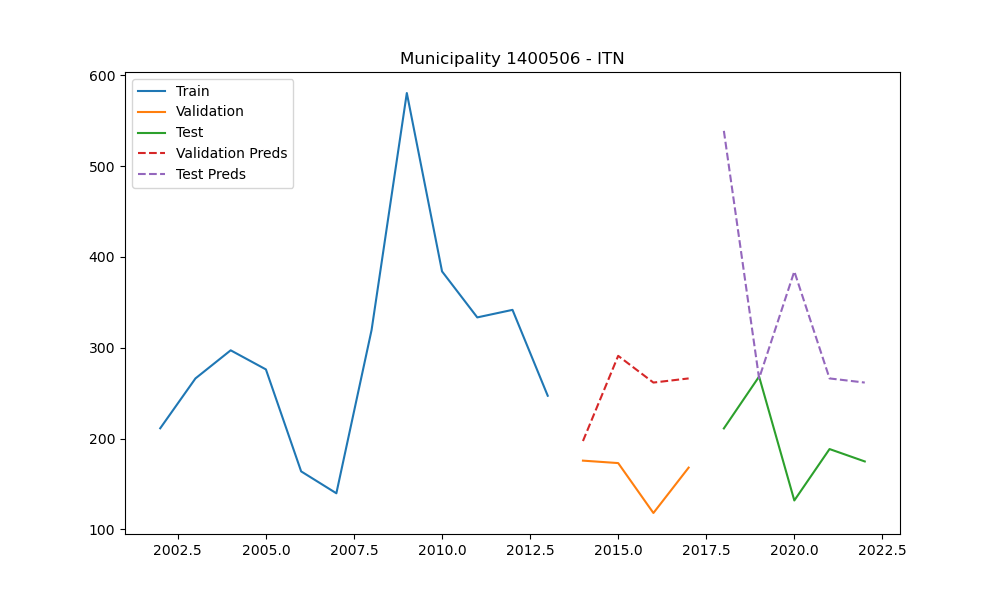 Municipality 1400506 - ITN
600
500
400
300
200
100
Train
Validation
Test
Validation Preds
Test Preds
2002.5 2005.0 2007.5 2010.0 2012.5 2015.0 2017.5 2020.0 2022.5